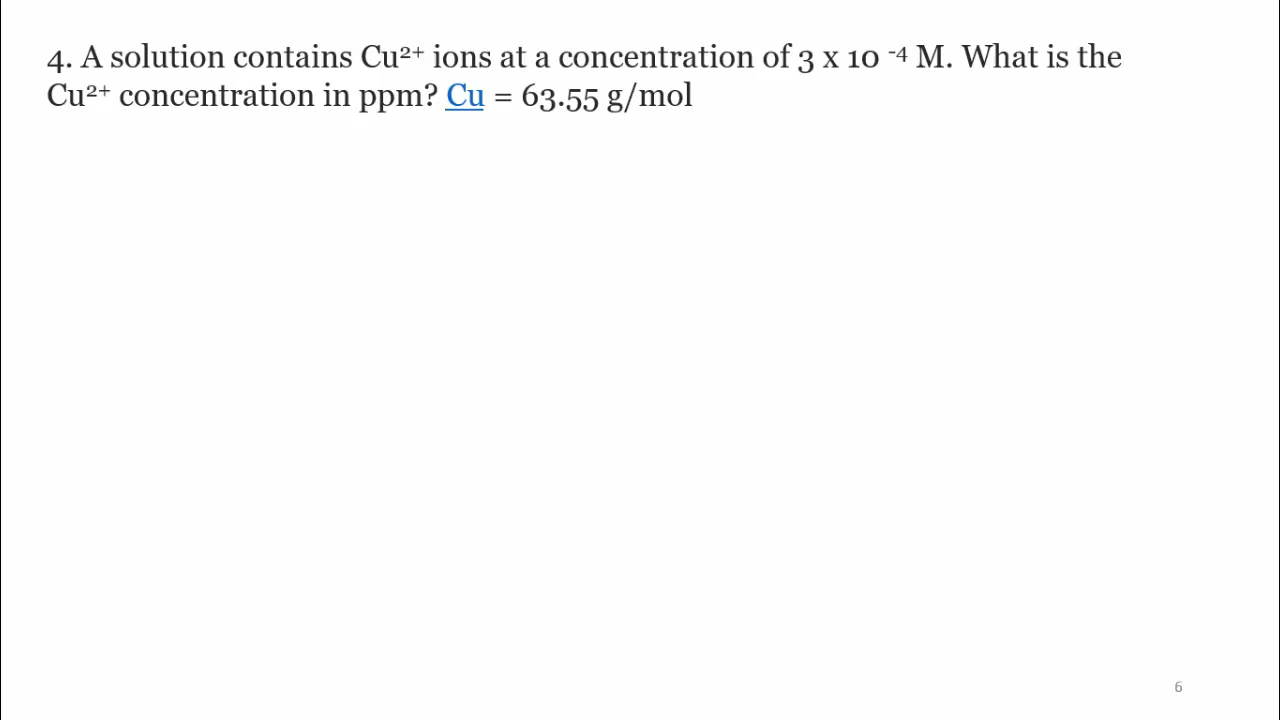 4. A solution contains Cu²⁺ ions at a concentration of 3 x 10 ⁻⁴ M. What is the
Cu²⁺ concentration in ppm? Cu = 63.55 g/mol
6